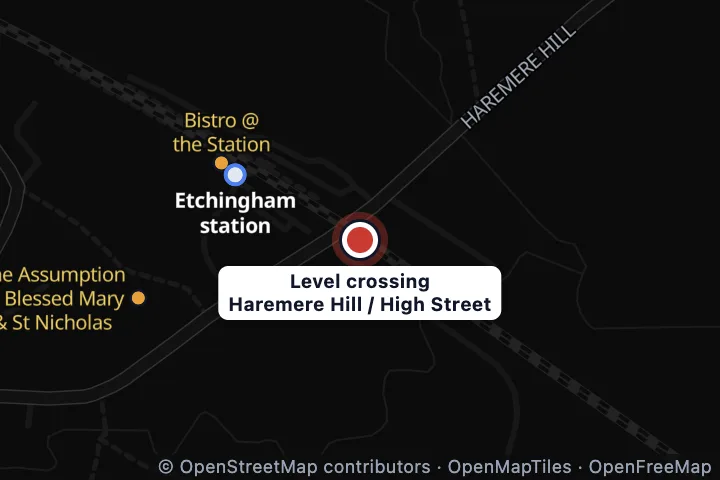 HAREMERE HILL
Bistro @
the Station
Etchingham
station
Assumption
Blessed Mary
& St Nicholas
Level crossing
Haremere Hill / High Street
© OpenStreetMap contributors · OpenMapTiles · OpenFreeMap